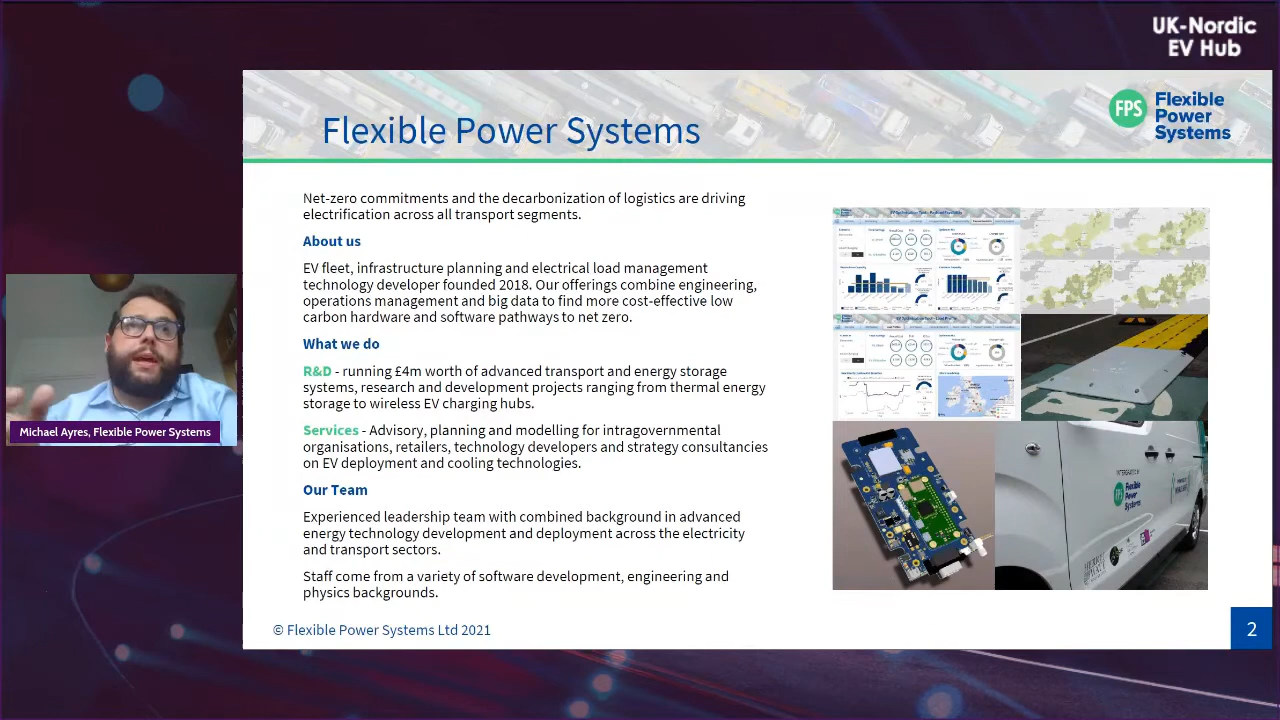 UK-Nordic
EV Hub
Flexible Power Systems
FPS
Flexible
Power
Systems
Net-zero commitments and the decarbonization of logistics are driving
electrification across all transport segments.
About us
EV fleet, infrastructure planning and electrical load management
technology developer founded 2018. Our offerings combine engineering,
operations management and big data to find more cost-effective low
carbon hardware and software pathways to net zero.
What we do
R&D - running £4m worth of advanced transport and energy storage
systems, research and development projects ranging from thermal energy
storage to wireless EV charging hubs.
Services - Advisory, planning and modelling for intragovernmental
organisations, retailers, technology developers and strategy consultancies
on EV deployment and cooling technologies.
Our Team
Experienced leadership team with combined background in advanced
energy technology development and deployment across the electricity
and transport sectors.
Staff come from a variety of software development, engineering and
physics backgrounds.
Michael Ayres, Flexible Power Systems
FPS
Flexible
Power
Systems
© Flexible Power Systems Ltd 2021
2